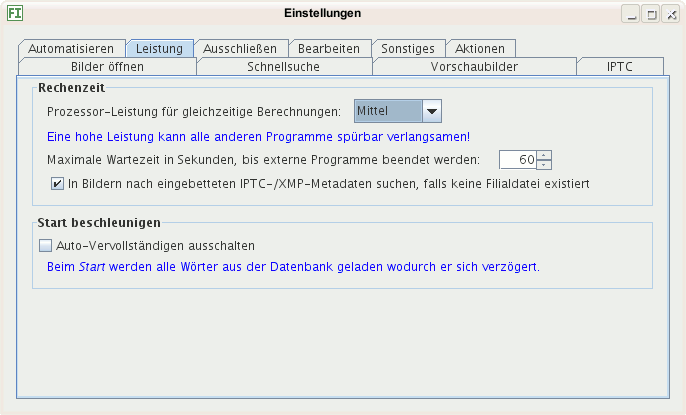 FI Einstellungen
Automatisieren Leistung Ausschließen Bearbeiten Sonstiges Aktionen
Bilder öffnen Schnellsuche Vorschaubilder IPTC
Rechenzeit
Prozessor-Leistung für gleichzeitige Berechnungen: Mittel
Eine hohe Leistung kann alle anderen Programme spürbar verlangsamen!
Maximale Wartezeit in Sekunden, bis externe Programme beendet werden: 60
In Bildern nach eingebetteten IPTC-/XMP-Metadaten suchen, falls keine Filialdatei existiert
Start beschleunigen
Auto-Vervollständigen ausschalten
Beim Start werden alle Wörter aus der Datenbank geladen wodurch er sich verzögert.